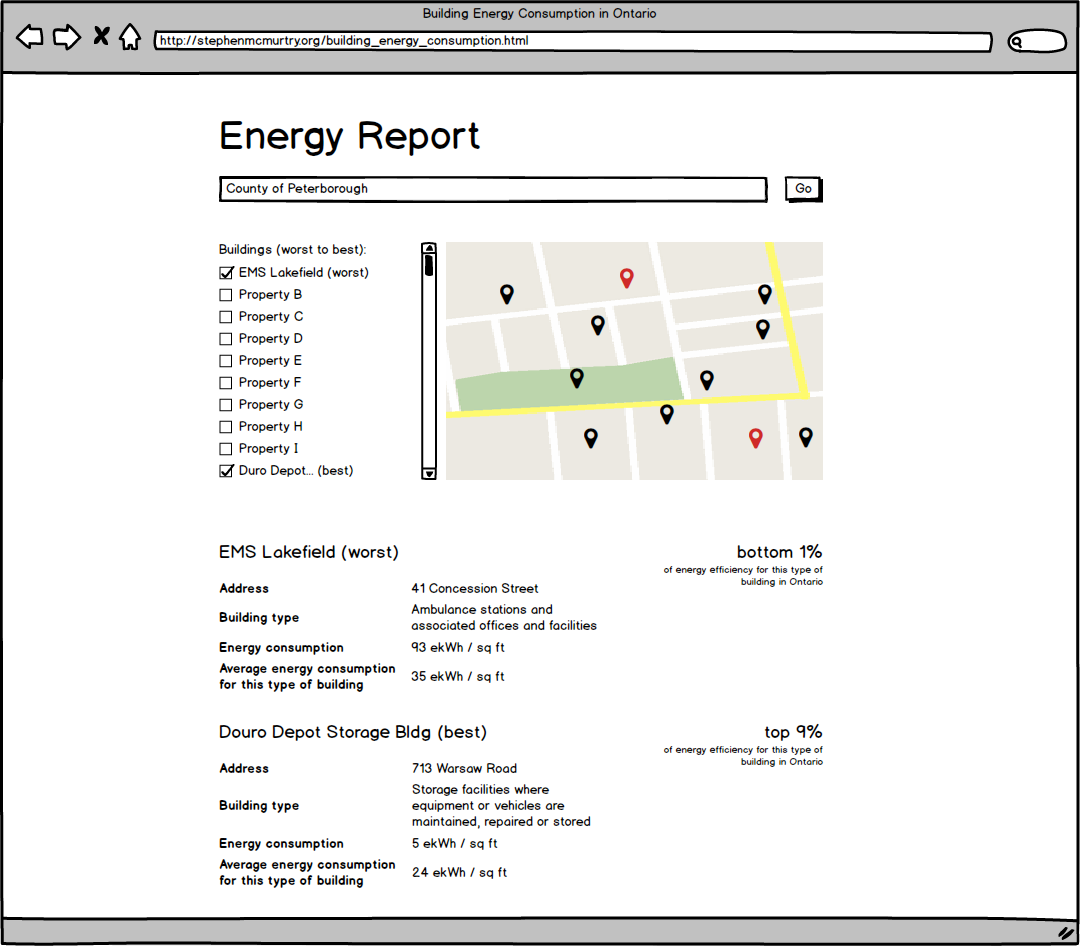 Building Energy Consumption in Ontario
http://stephenmcmurtry.org/building_energy_consumption.html
Energy Report
County of Peterborough
Go
Buildings (worst to best):
EMS Lakefield (worst)
Property B
Property C
Property D
Property E
Property F
Property G
Property H
Property I
Duro Depot... (best)
EMS Lakefield (worst)
bottom 1%
of energy efficiency for this type of
building in Ontario
Address
41 Concession Street
Building type
Ambulance stations and
associated offices and facilities
Energy consumption
93 ekWh / sq ft
Average energy consumption
for this type of building
35 ekWh / sq ft
Douro Depot Storage Bldg (best)
top 9%
of energy efficiency for this type of
building in Ontario
Address
713 Warsaw Road
Building type
Storage facilities where
equipment or vehicles are
maintained, repaired or stored
Energy consumption
5 ekWh / sq ft
Average energy consumption
for this type of building
24 ekWh / sq ft